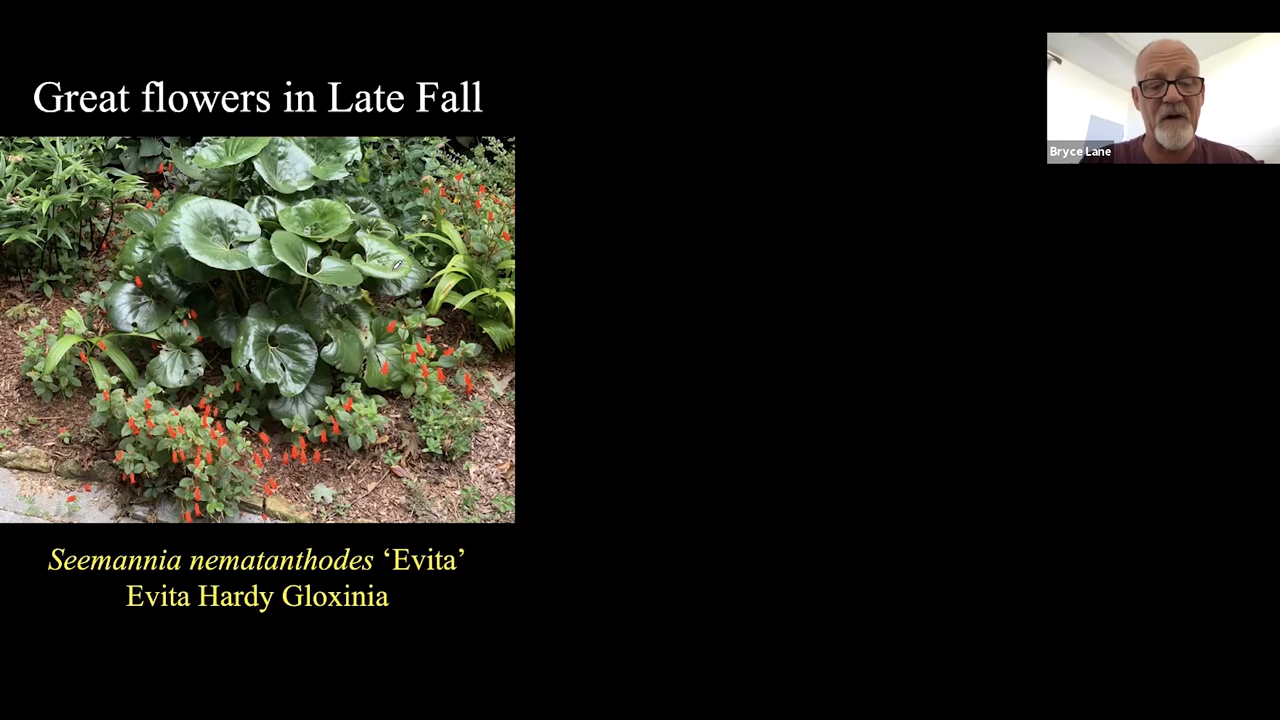 Great flowers in Late Fall
Bryce Lane
Seemannia nematanthodes ‘Evita’
Evita Hardy Gloxinia